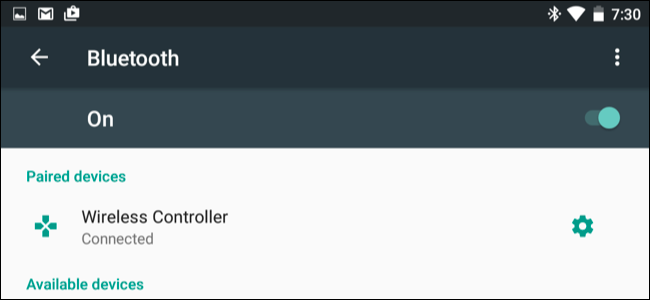 7:30
Bluetooth
On
Paired devices
Wireless Controller
Connected
Available devices